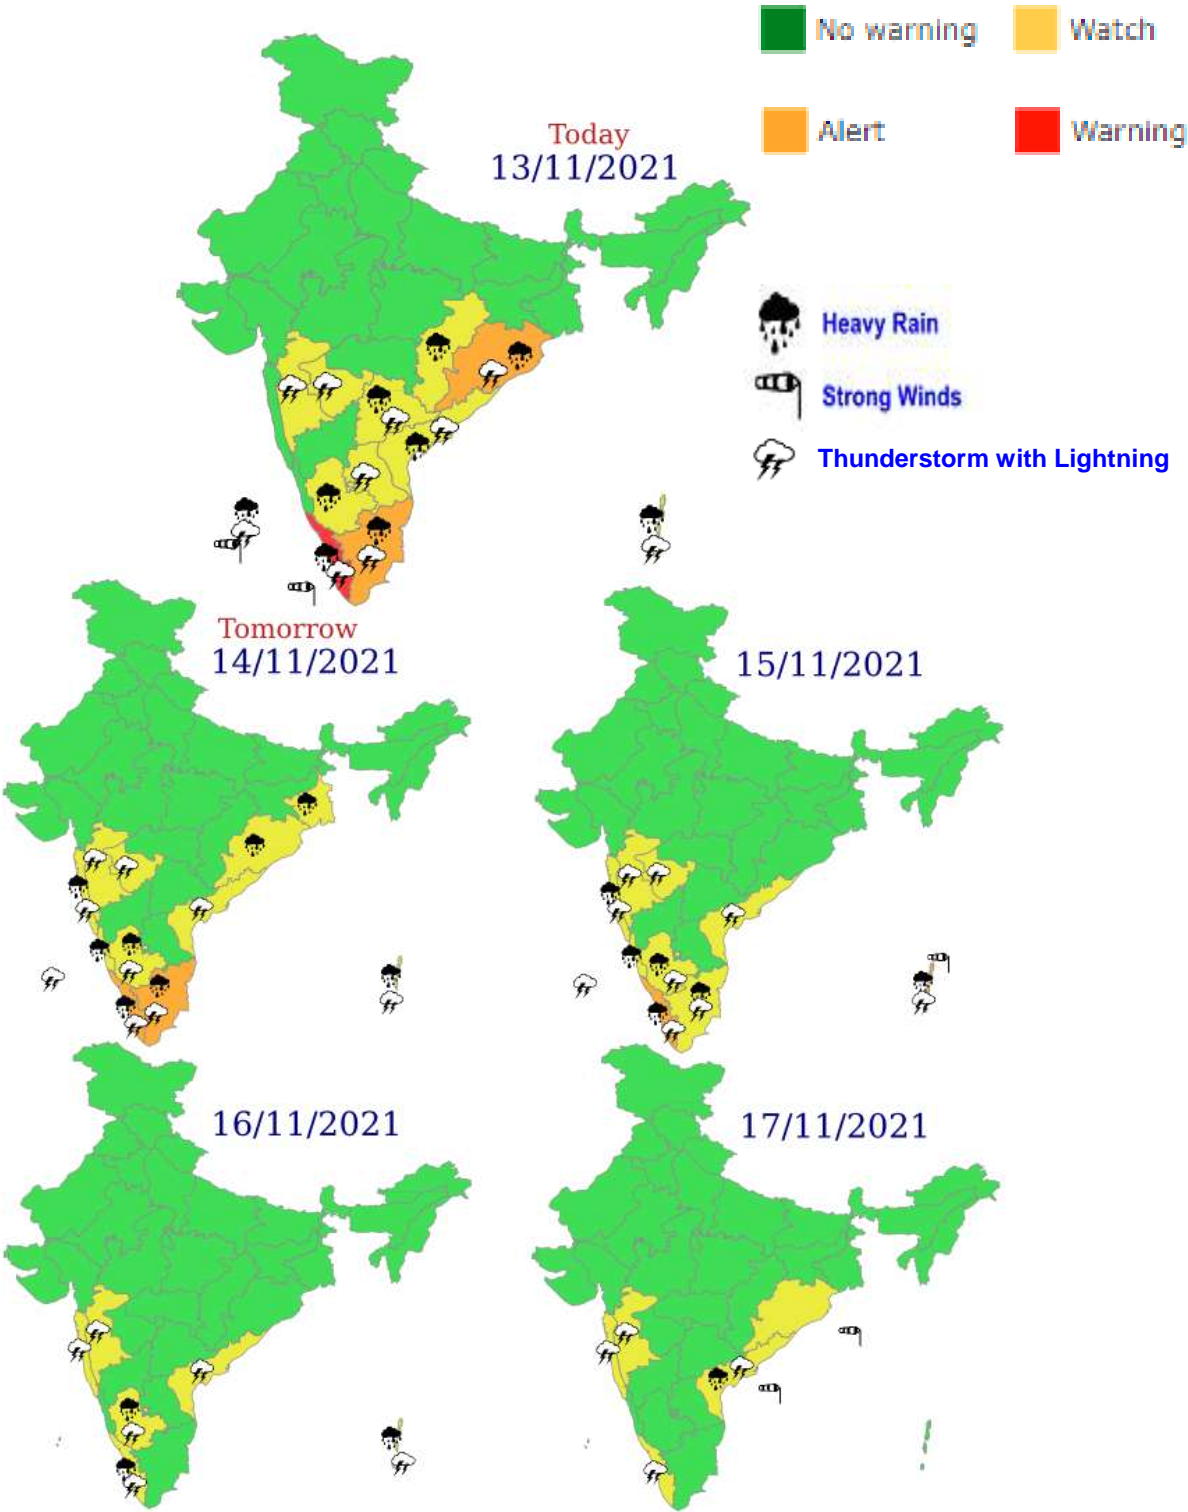 No warning
Watch
Alert
Warning
Today
13/11/2021
Heavy Rain
Strong Winds
Thunderstorm with Lightning
Tomorrow
14/11/2021
15/11/2021
16/11/2021
17/11/2021